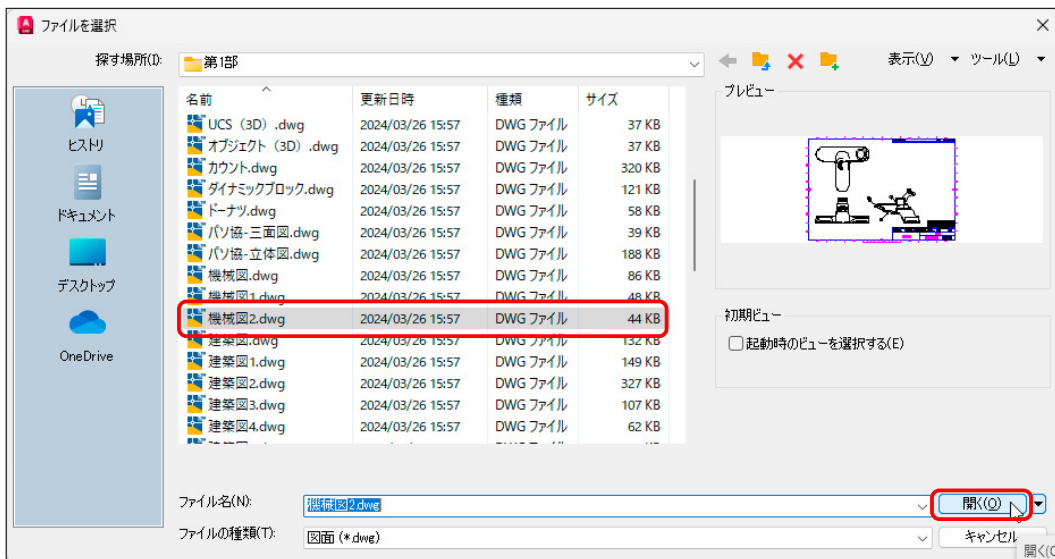 ファイルを選択
探す場所(I): 第1部 表示(V) ツール(L)
名前 更新日時 種類 サイズ プレビュー
UCS (3D) .dwg 2024/03/26 15:57 DWG ファイル 37 KB
オブジェクト (3D) .dwg 2024/03/26 15:57 DWG ファイル 37 KB
ヒストリ カウント.dwg 2024/03/26 15:57 DWG ファイル 320 KB
ダイナミックブロック.dwg 2024/03/26 15:57 DWG ファイル 121 KB
ドキュメント ドーナツ.dwg 2024/03/26 15:57 DWG ファイル 58 KB
パソ協-三面図.dwg 2024/03/26 15:57 DWG ファイル 39 KB
パソ協-立体図.dwg 2024/03/26 15:57 DWG ファイル 188 KB
デスクトップ 機械図.dwg 2024/03/26 15:57 DWG ファイル 86 KB
機械図1.dwg 2024/03/26 15:57 DWG ファイル 48 KB
機械図2.dwg 2024/03/26 15:57 DWG ファイル 44 KB 初期ビュー
建築図.dwg 2024/03/26 15:57 DWG ファイル 132 KB 起動時のビューを選択する(E)
OneDrive 建築図1.dwg 2024/03/26 15:57 DWG ファイル 149 KB
建築図2.dwg 2024/03/26 15:57 DWG ファイル 327 KB
建築図3.dwg 2024/03/26 15:57 DWG ファイル 107 KB
建築図4.dwg 2024/03/26 15:57 DWG ファイル 62 KB
ファイル名(N): 機械図2.dwg 開く(O)
ファイルの種類(T): 図面 (*.dwg) キャンセル
開く(O